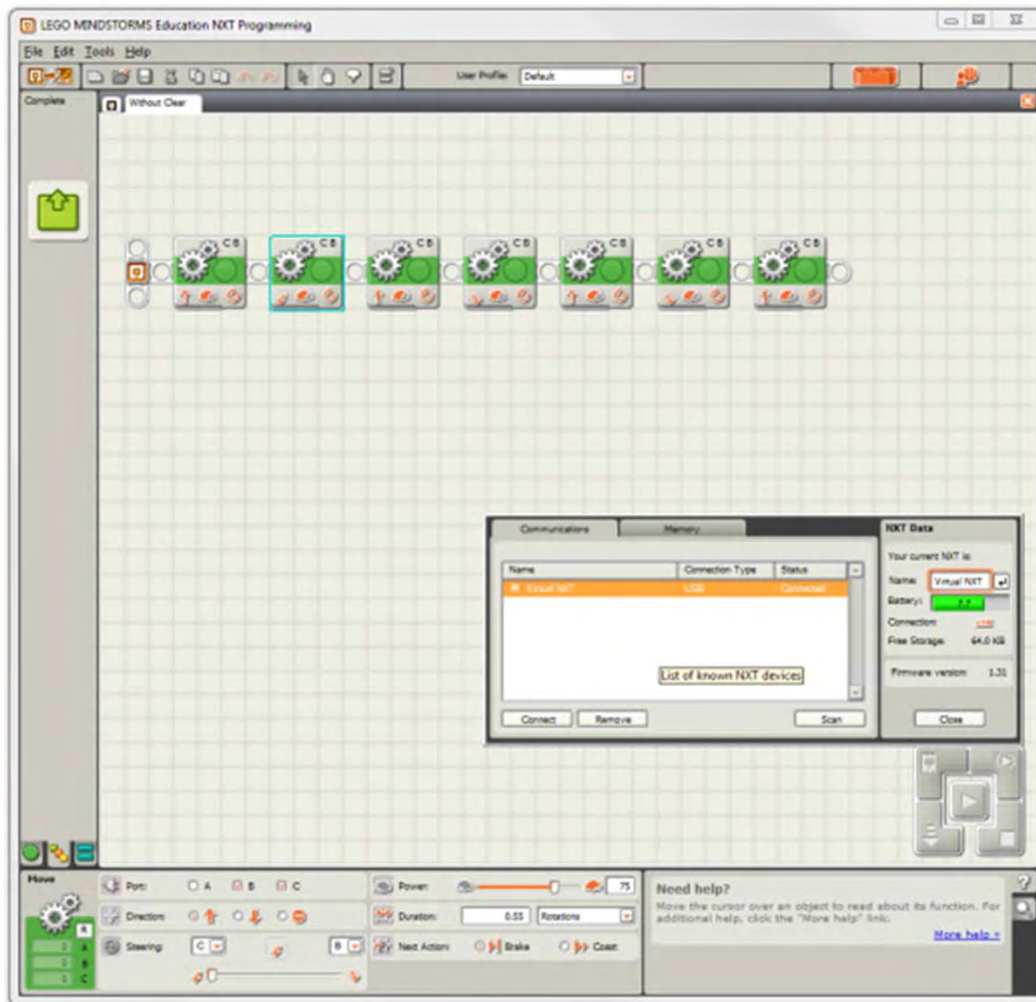 LEGO MINDSTORMS Education NXT Programming
File Edit Tools Help
User Profile: Default
Complete
Without Clear
C B C B C B C B C B C B C B
Communications Memory
Name Connection Type Status
Virtual NXT USB Connected
List of known NXT devices
Connect Remove Scan
NXT Data
Your current NXT is:
Name: Virtual NXT
Battery:
Connection: USB
Free Storage: 64.0 KB
Firmware version: 1.31
Close
Move
A
B
C
Port: A B C
Direction:
Steering: C B
Power: 75
Duration: 0.55 Rotations
Next Action: Brake Coast
Need help?
Move the cursor over an object to read about its function. For
additional help, click the "More help" link.
More help »
?